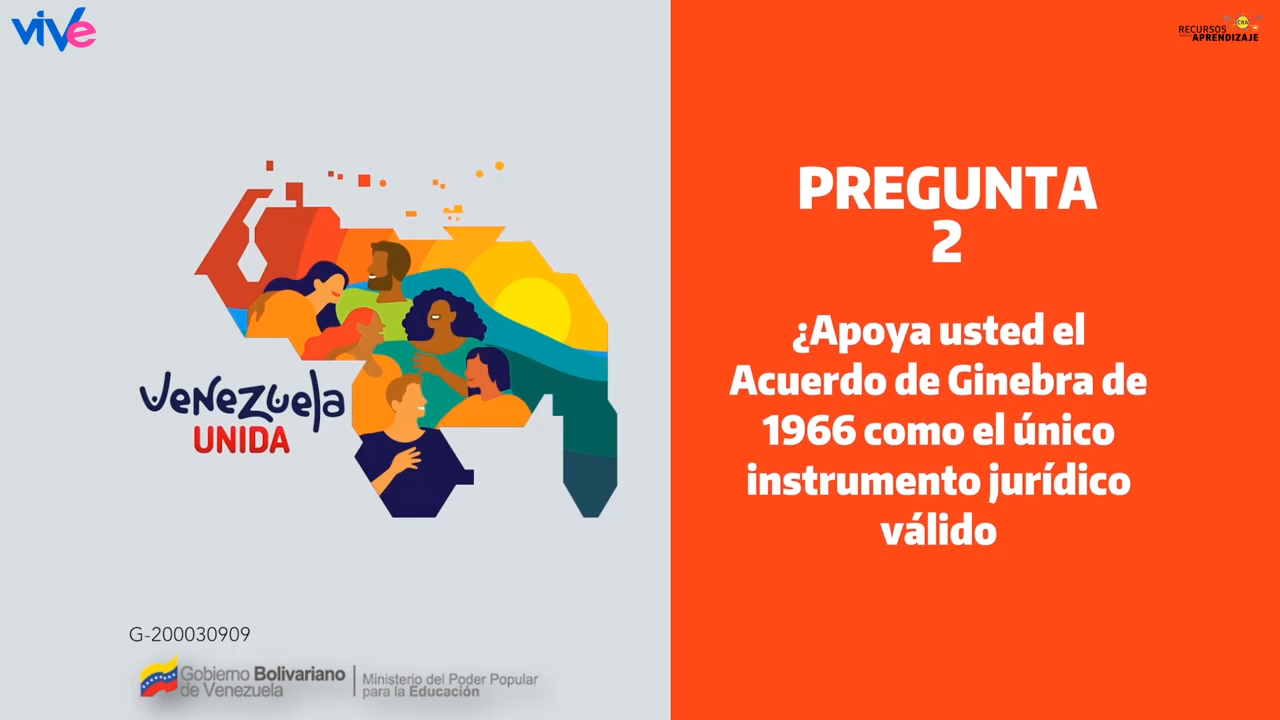 vive
CRA
RECURSOS
APRENDIZAJE
PREGUNTA
2
¿Apoya usted el
Acuerdo de Ginebra de
1966 como el único
instrumento jurídico
válido
Venezuela
UNIDA
G-200030909
Gobierno Bolivariano
de Venezuela
Ministerio del Poder Popular
para la Educación